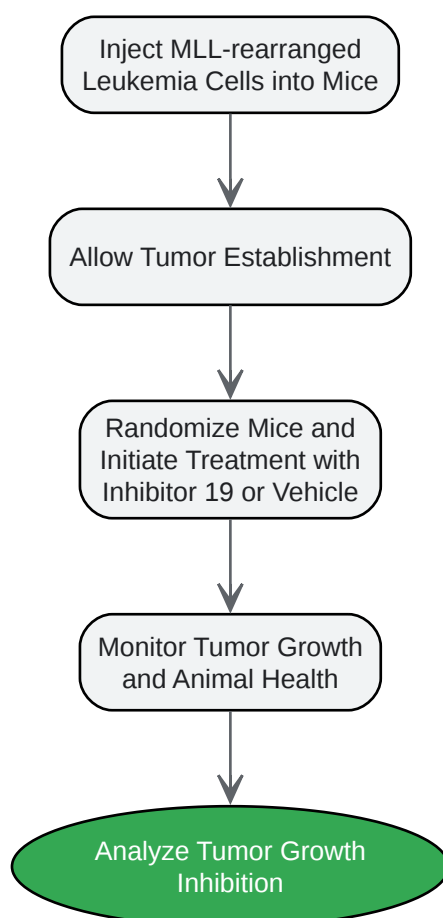 Inject MLL-rearranged
Leukemia Cells into Mice
Allow Tumor Establishment
Randomize Mice and
Initiate Treatment with
Inhibitor 19 or Vehicle
Monitor Tumor Growth
and Animal Health
Analyze Tumor Growth
Inhibition